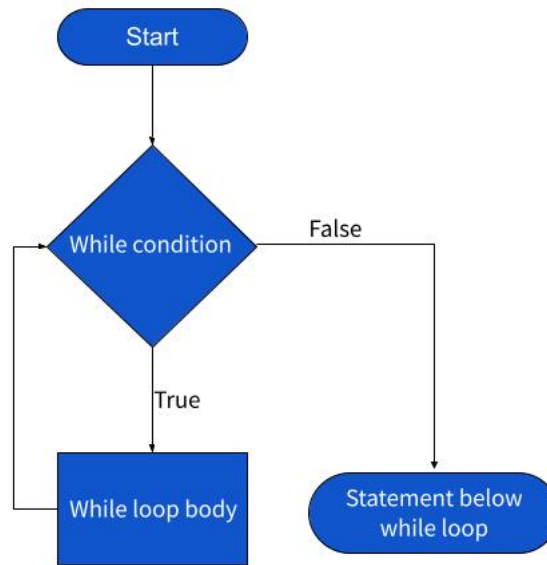 Start
While condition
False
True
While loop body
Statement below
while loop